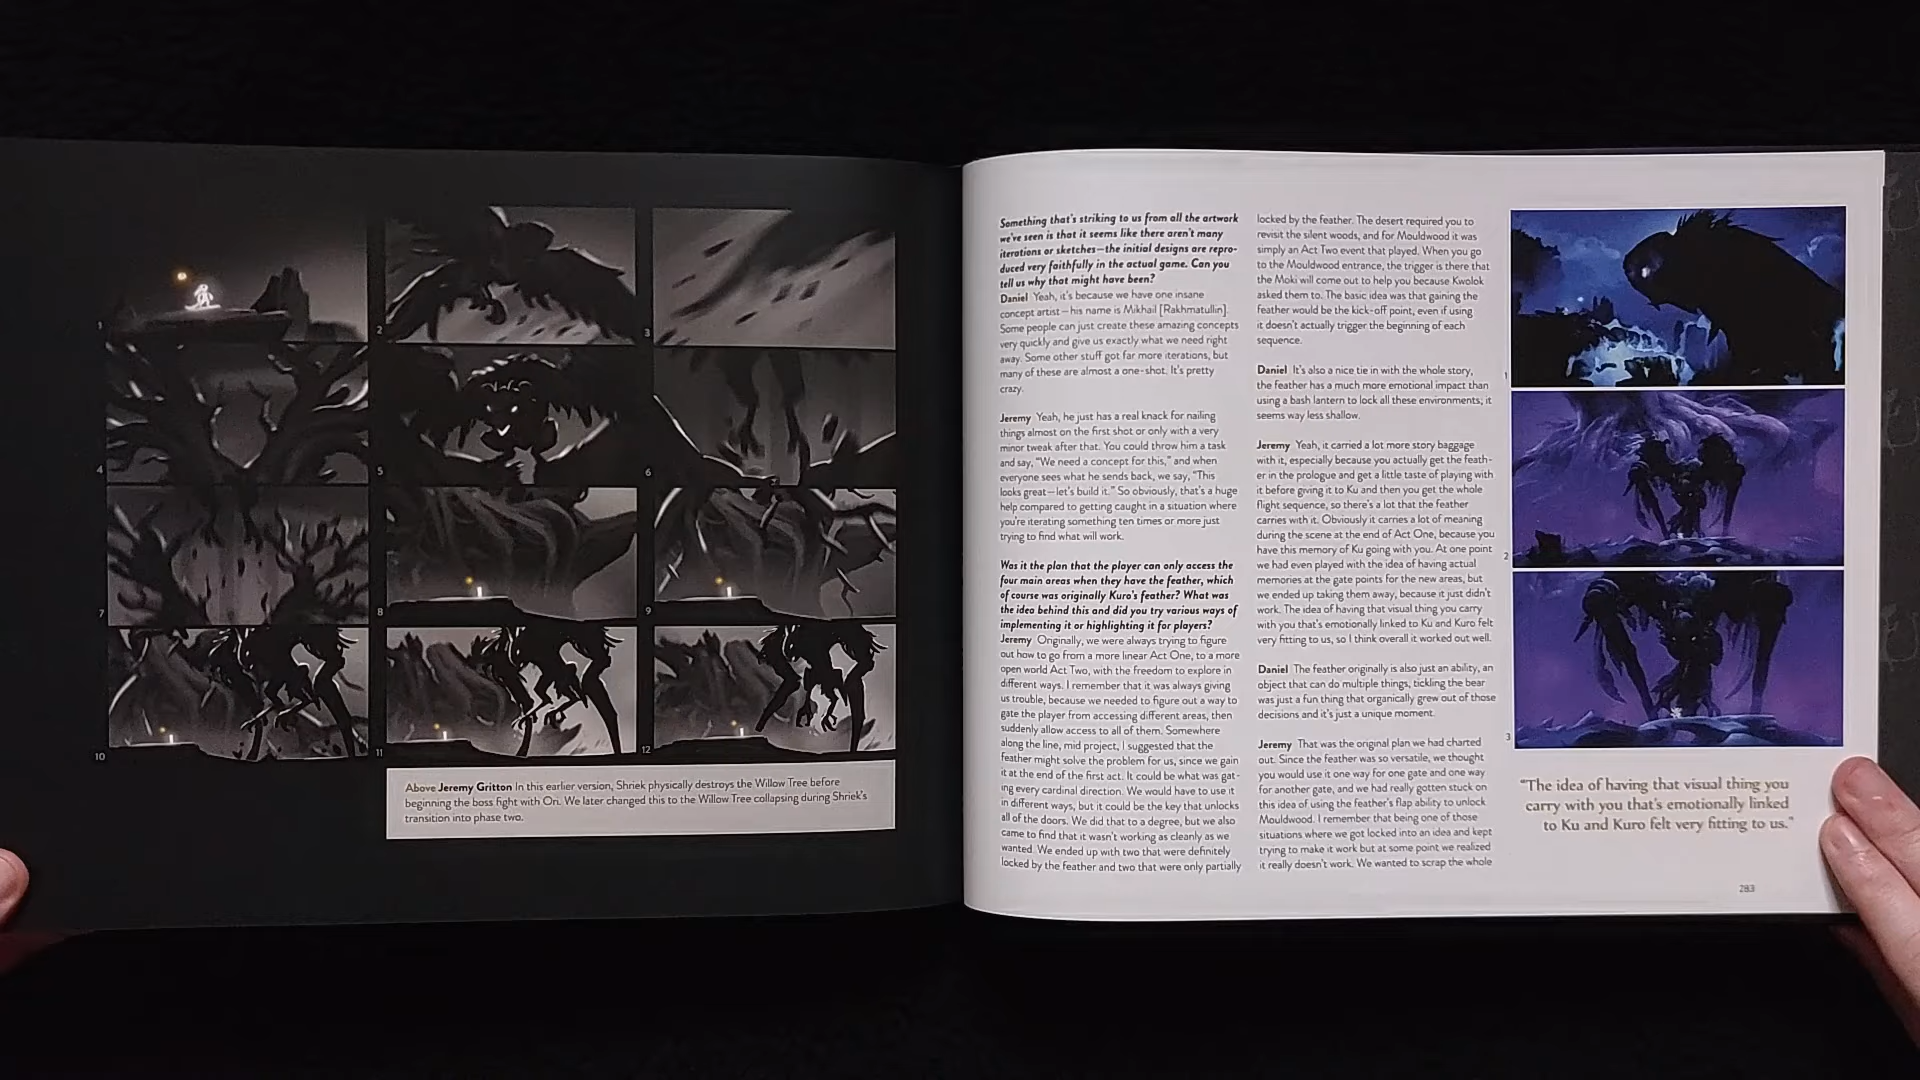 1
2
3
4
5
6
7
8
9
10
11
12
Above Jeremy Gritton In this earlier version, Shriek physically destroys the Willow Tree before
beginning the boss fight with On. We later changed this to the Willow Tree collapsing during Shriek's
transition into phase two.
Something that's striking to us from all the artwork
we've seen is that it seems like there aren't many
iterations or sketches—the initial designs are repro-
duced very faithfully in the actual game. Can you
tell us why that might have been?
Daniel Yeah, it's because we have one insane
concept artist—his name is Mikhail [Rakhmatullin].
Some people can just create these amazing concepts
very quickly and give us exactly what we need right
away. Some other stuff got far more iterations, but
many of these are almost a one-shot. It's pretty
crazy.
Jeremy Yeah, he just has a real knack for nailing
things almost on the first shot or only with a very
minor tweak after that. You could throw him a task
and say, "We need a concept for this," and when
everyone sees what he sends back, we say, "This
looks great—let's build it." So obviously, that's a huge
help compared to getting caught in a situation where
you're iterating something ten times or more just
trying to find what will work.
Was it the plan that the player can only access the
four main areas when they have the feather, which
of course was originally Kuro's feather? What was
the idea behind this and did you try various ways of
implementing it or highlighting it for players?
Jeremy Originally, we were always trying to figure
out how to go from a more linear Act One, to a more
open world Act Two, with the freedom to explore in
different ways. I remember that it was always giving
us trouble, because we needed to figure out a way to
gate the player from accessing different areas, then
suddenly allow access to all of them. Somewhere
along the line, mid project, I suggested that the
feather might solve the problem for us, since we gain
it at the end of the first act. It could be what was gat-
ing every cardinal direction. We would have to use it
in different ways, but it could be the key that unlocks
all of the doors. We did that to a degree, but we also
came to find that it wasn't working as cleanly as we
wanted. We ended up with two that were definitely
locked by the feather and two that were only partially
locked by the feather. The desert required you to
revisit the silent woods, and for Mouldwood it was
simply an Act Two event that played. When you go
to the Mouldwood entrance, the trigger is there that
the Moki will come out to help you because Kwolok
asked them to. The basic idea was that gaining the
feather would be the kick-off point, even if using
it doesn't actually trigger the beginning of each
sequence.
Daniel It's also a nice tie in with the whole story,
the feather has a much more emotional impact than
using a bash lantern to lock all these environments; it
seems way less shallow.
Jeremy Yeah, it carried a lot more story baggage
with it, especially because you actually get the feath-
er in the prologue and get a little taste of playing with
it before giving it to Ku and then you get the whole
flight sequence, so there's a lot that the feather
carries with it. Obviously it carries a lot of meaning
during the scene at the end of Act One, because you
have this memory of Ku going with you. At one point
we had even played with the idea of having actual
memories at the gate points for the new areas, but
we ended up taking them away, because it just didn't
work. The idea of having that visual thing you carry
with you that's emotionally linked to Ku and Kuro felt
very fitting to us, so I think overall it worked out well.
Daniel The feather originally is also just an ability, an
object that can do multiple things, tickling the bear
was just a fun thing that organically grew out of those
decisions and it's just a unique moment.
Jeremy That was the original plan we had charted
out. Since the feather was so versatile, we thought
you would use it one way for one gate and one way
for another gate, and we had really gotten stuck on
this idea of using the feather's flap ability to unlock
Mouldwood. I remember that being one of those
situations where we got locked into an idea and kept
trying to make it work but at some point we realized
it really doesn't work. We wanted to scrap the whole
1
2
3
"The idea of having that visual thing you
carry with you that's emotionally linked
to Ku and Kuro felt very fitting to us."
283